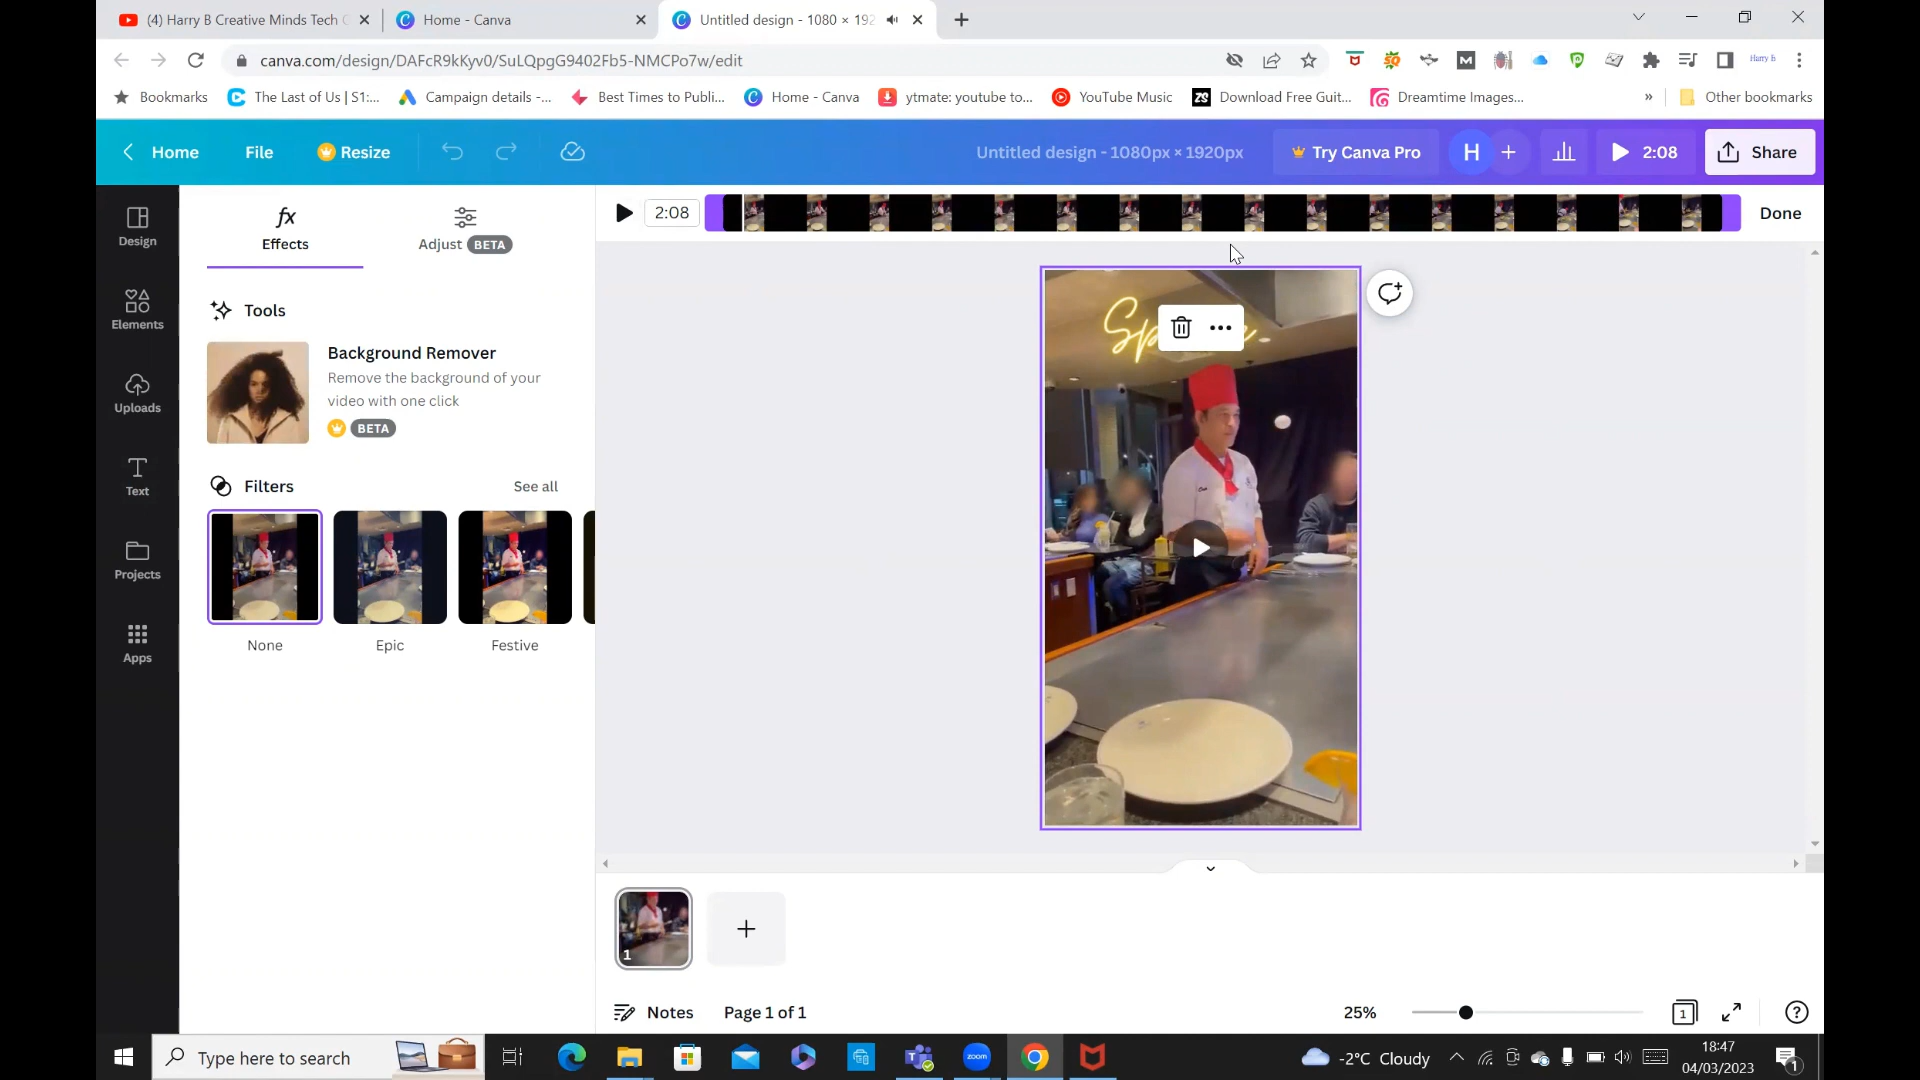 (4) Harry B Creative Minds Tech
Home - Canva
Untitled design - 1080 × 192
canva.com/design/DAFcR9kKyv0/SuLQpgG9402Fb5-NMCPo7w/edit
Harry B
Bookmarks
The Last of Us | S1:...
Campaign details -...
Best Times to Publi...
Home - Canva
ytmate: youtube to...
YouTube Music
Download Free Guit...
Dreamtime Images...
»
Other bookmarks
Home
File
Resize
Untitled design - 1080px × 1920px
Try Canva Pro
H
+
2:08
Share
Design
Elements
Uploads
Text
Projects
Apps
fx
Effects
Adjust BETA
2:08
Done
Tools
Background Remover
Remove the background of your
video with one click
BETA
Filters
See all
None
Epic
Festive
1
+
Notes
Page 1 of 1
25%
1
?
Type here to search
zoom
-2°C Cloudy
18:47
04/03/2023
1